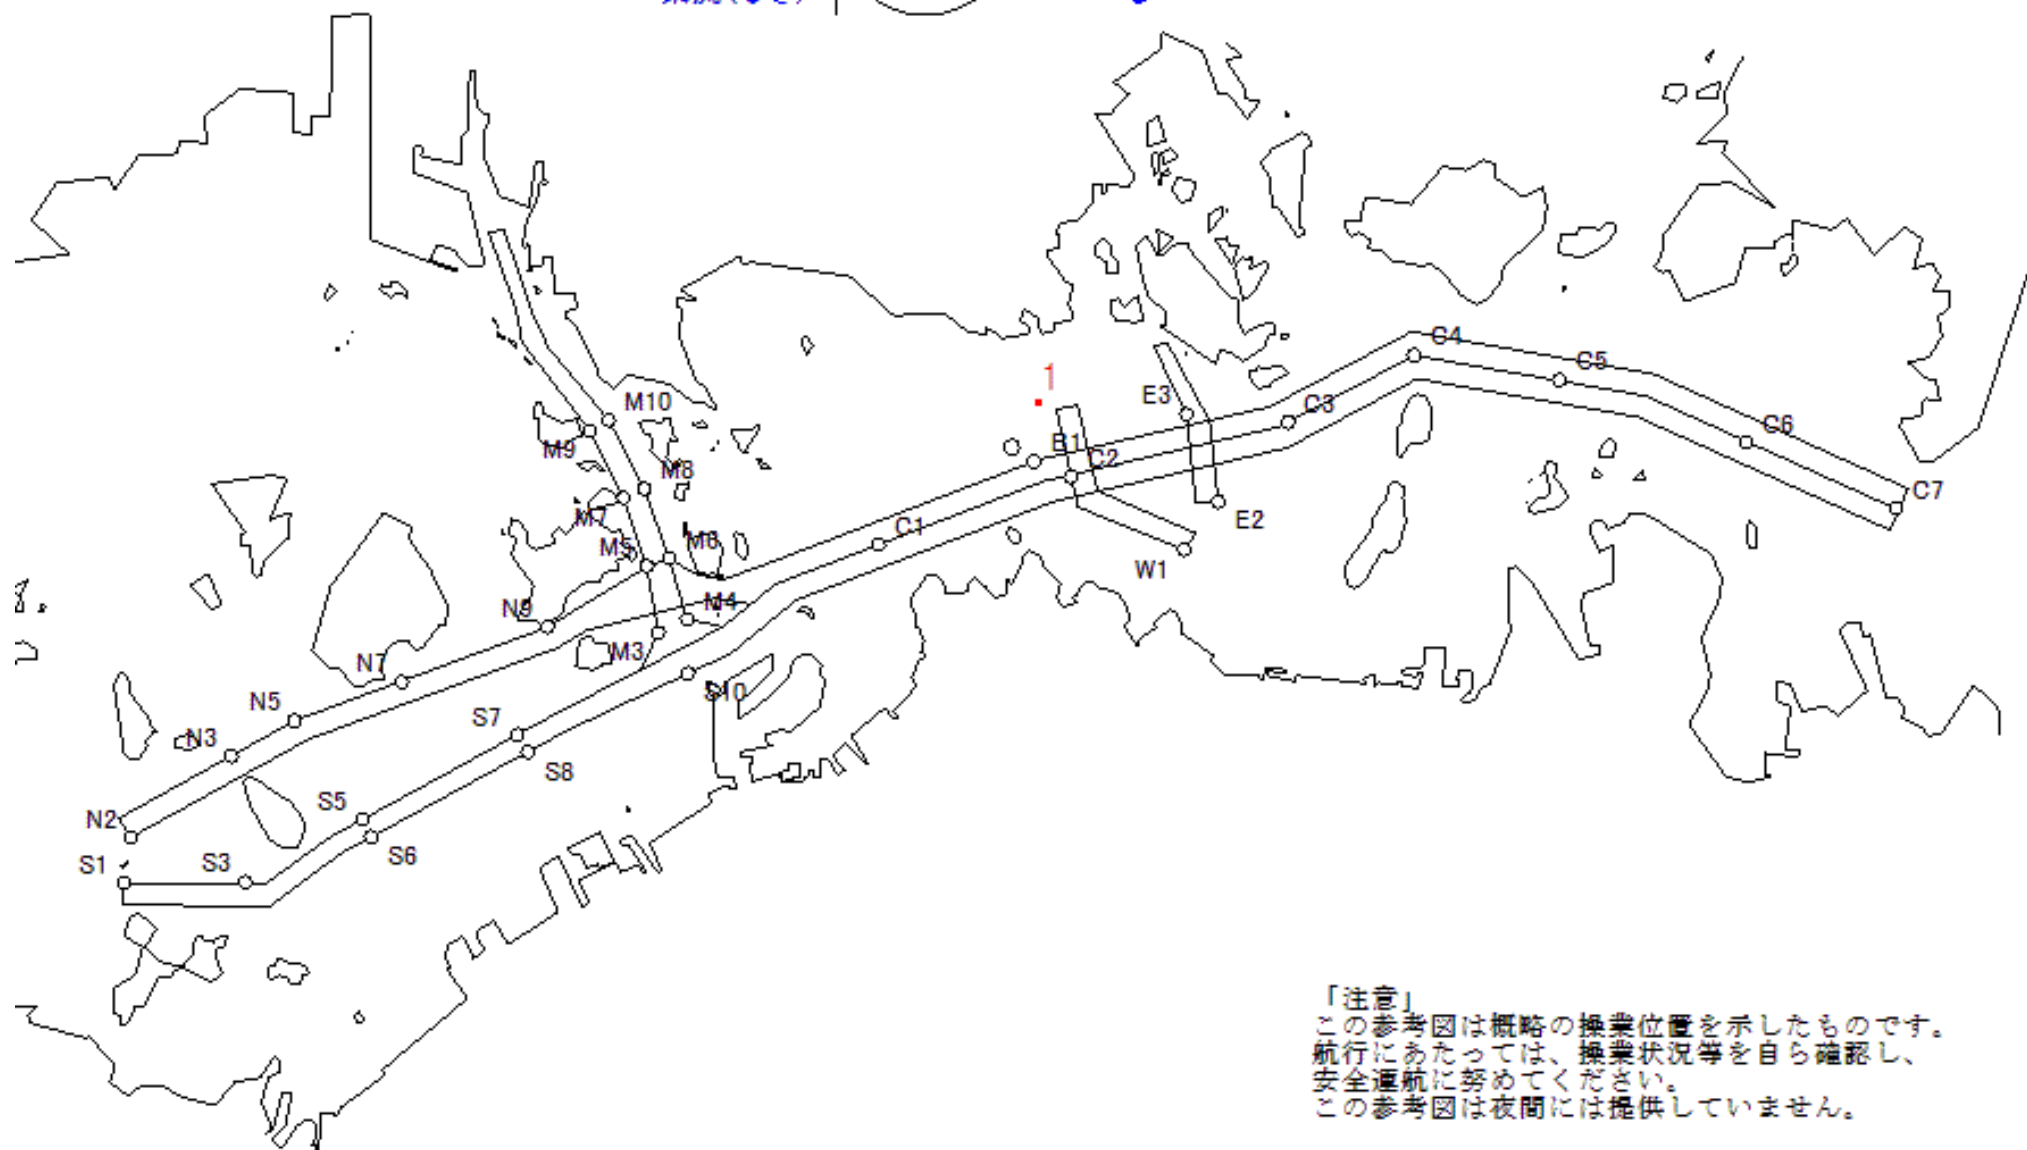 C4
C5
1
E3
M10
C3
C6
B1
M9
C2
M8
C7
M7
E2
C1
M5
M6
W1
N9
M4
M3
N7
S10
N5
S7
N3
S8
S5
N2
S6
S1
S3
「注意」
この参考図は概略の操業位置を示したものです。
航行にあたっては、操業状況等を自ら確認し、
安全運航に努めてください。
この参考図は夜間には提供していません。